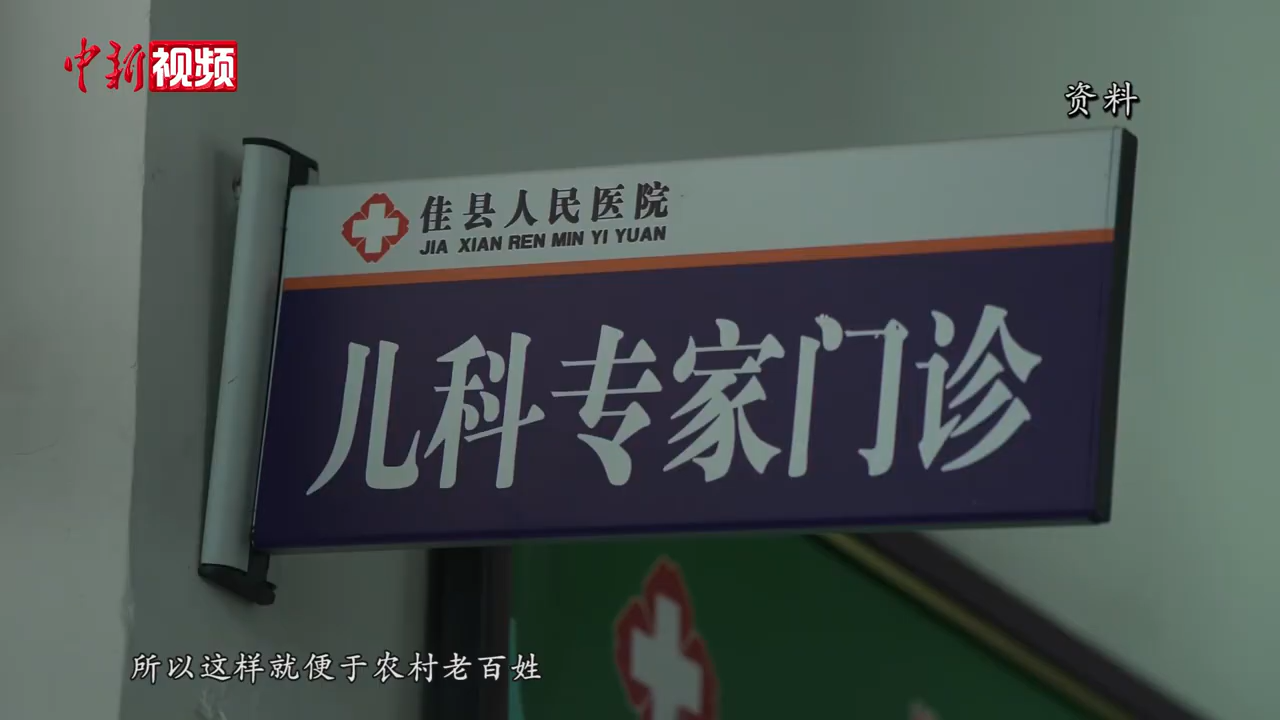 中新视频
资料
佳县人民医院
JIA XIAN REN MIN YI YUAN
儿科专家门诊
所以这样就便于农村老百姓